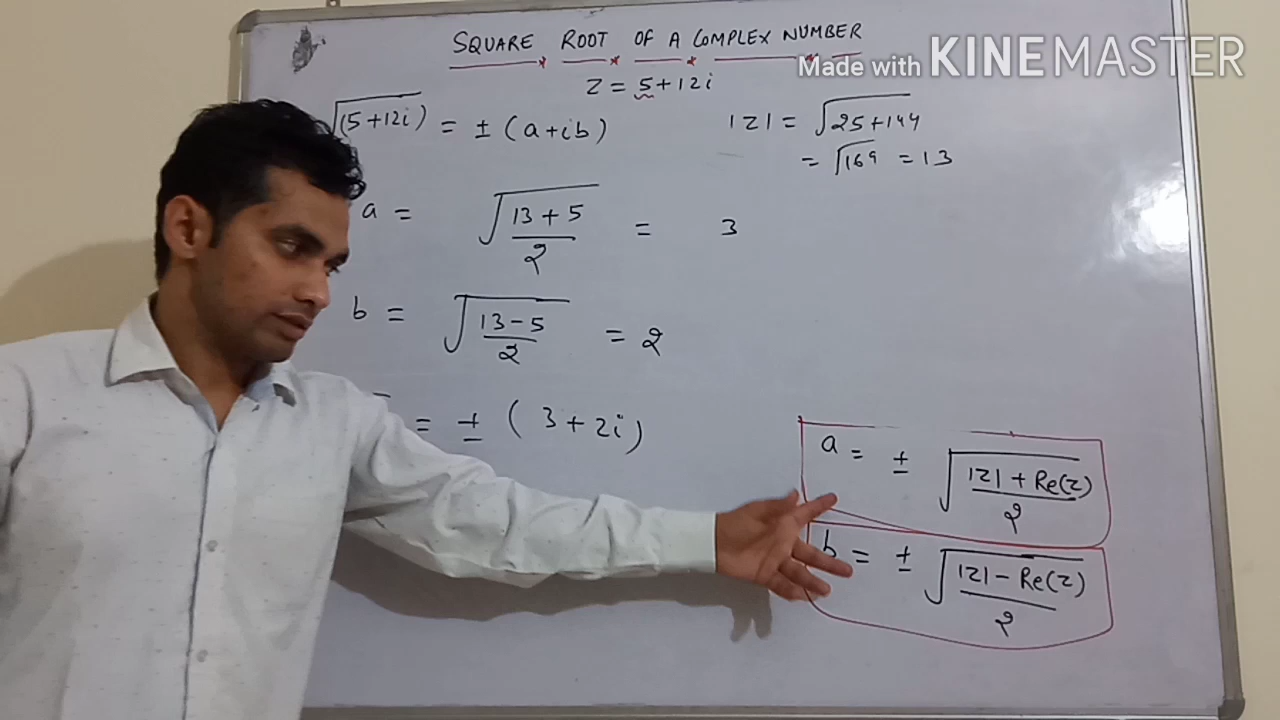 SQUARE ROOT OF A COMPLEX NUMBER
Made with KINEMASTER
z = 5+12i
√(5+12i) = ± (a+ib)
|z| = √25+144
= √169 = 13
a = √13+5/2 = 3
b = √13-5/2 = 2
= ± (3+2i)
a = ± √|z|+Re(z)/2
b = ± √|z|-Re(z)/2